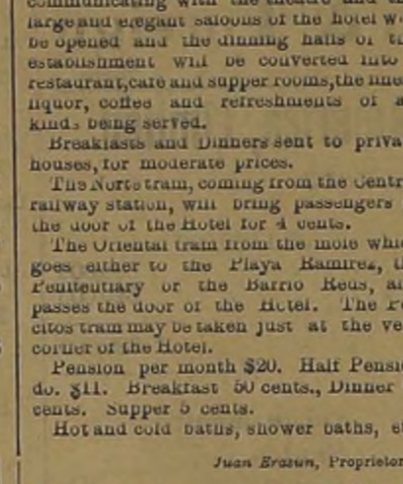 communicating with the theatre and th
large and elegant saloons of the hotel w
be opened and the dinning halls of t
establishment will be converted into
restaurant, cafe and supper rooms, the fine
liquor, coffee and refreshments of a
kinds being served.
Breakfasts and Dinners sent to priva
houses, for moderate prices.
The Norte tram, coming from the Centr
railway station, will bring passengers
the door of the Hotel for 4 cents.
The Oriental tram from the mole whic
goes either to the Playa Ramirez, t
Penitentiary or the Barrio Reus, a
passes the door of the Hotel. The Po
citos tram may be taken just at the ve
corner of the Hotel.
Pension per month $20. Half Pensio
do. $11. Breakfast 50 cents., Dinner
cents. Supper 5 cents.
Hot and cold baths, shower baths, e
Juan Erasun, Proprietor